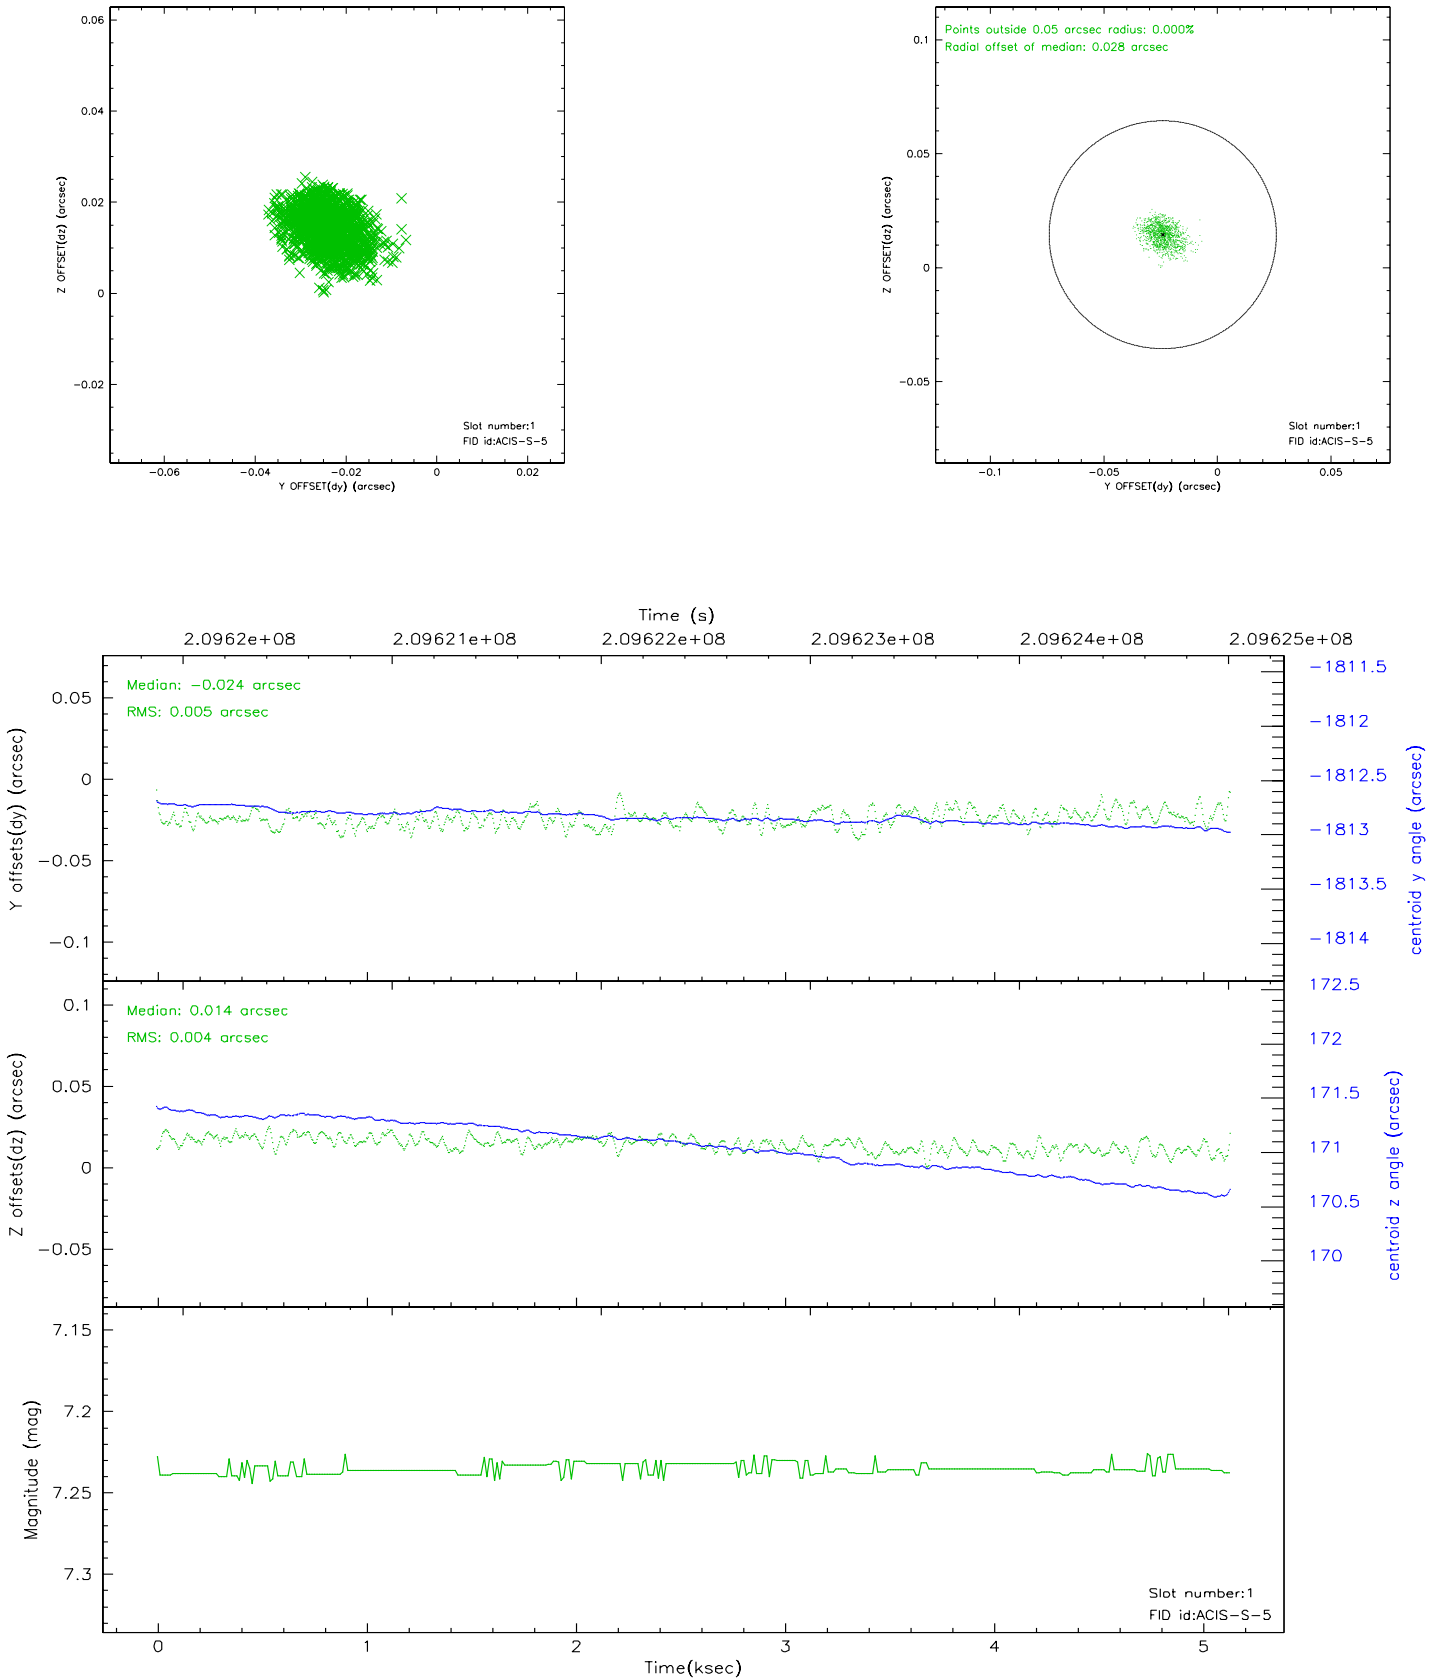 0.06
0.04
0.02
0
−0.02
Z OFFSET(dz) (arcsec)
Slot number:1
FID id:ACIS−S−5
−0.06
−0.04
−0.02
0
0.02
Y OFFSET(dy) (arcsec)
Points outside 0.05 arcsec radius: 0.000%
Radial offset of median: 0.028 arcsec
0.1
0.05
0
−0.05
Z OFFSET(dz) (arcsec)
Slot number:1
FID id:ACIS−S−5
−0.1
−0.05
0
0.05
Y OFFSET(dy) (arcsec)
Time (s)
2.0962e+08
2.09621e+08
2.09622e+08
2.09623e+08
2.09624e+08
2.09625e+08
Median: −0.024 arcsec
RMS: 0.005 arcsec
0.05
0
−0.05
−0.1
Y offsets(dy) (arcsec)
−1811.5
−1812
−1812.5
−1813
−1813.5
−1814
centroid y angle (arcsec)
Median: 0.014 arcsec
RMS: 0.004 arcsec
0.1
0.05
0
−0.05
Z offsets(dz) (arcsec)
172.5
172
171.5
171
170.5
170
centroid z angle (arcsec)
7.15
7.2
7.25
7.3
Magnitude (mag)
Slot number:1
FID id:ACIS−S−5
0
1
2
3
4
5
Time(ksec)